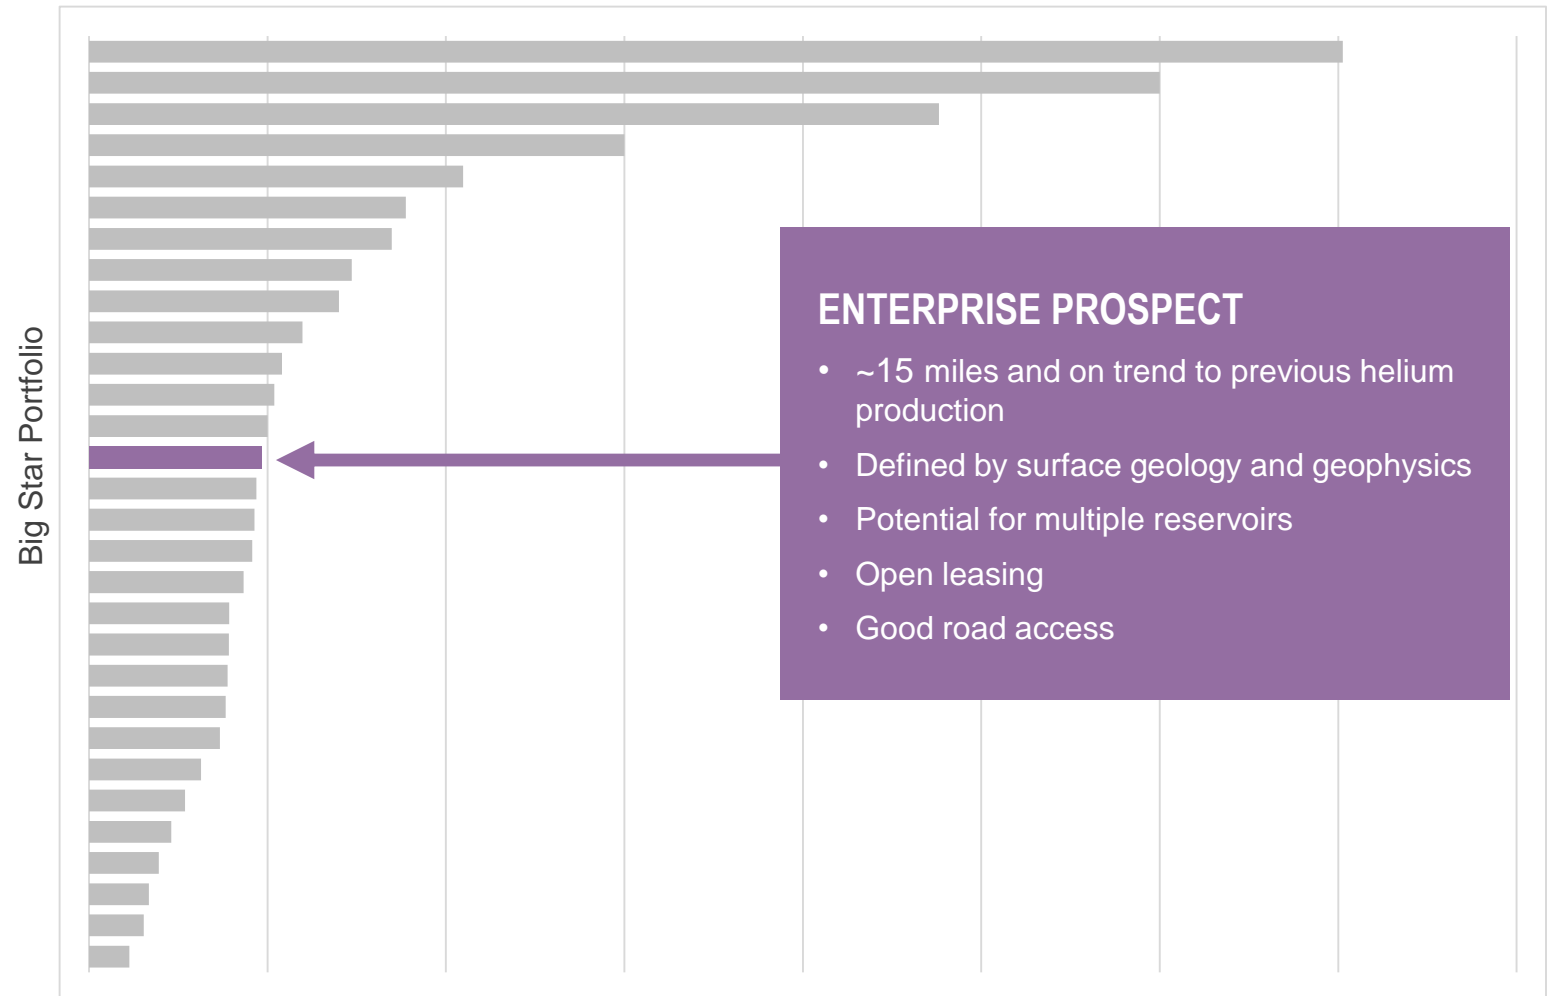 Big Star Portfolio
ENTERPRISE PROSPECT
• ~15 miles and on trend to previous helium
production
• Defined by surface geology and geophysics
• Potential for multiple reservoirs
• Open leasing
• Good road access